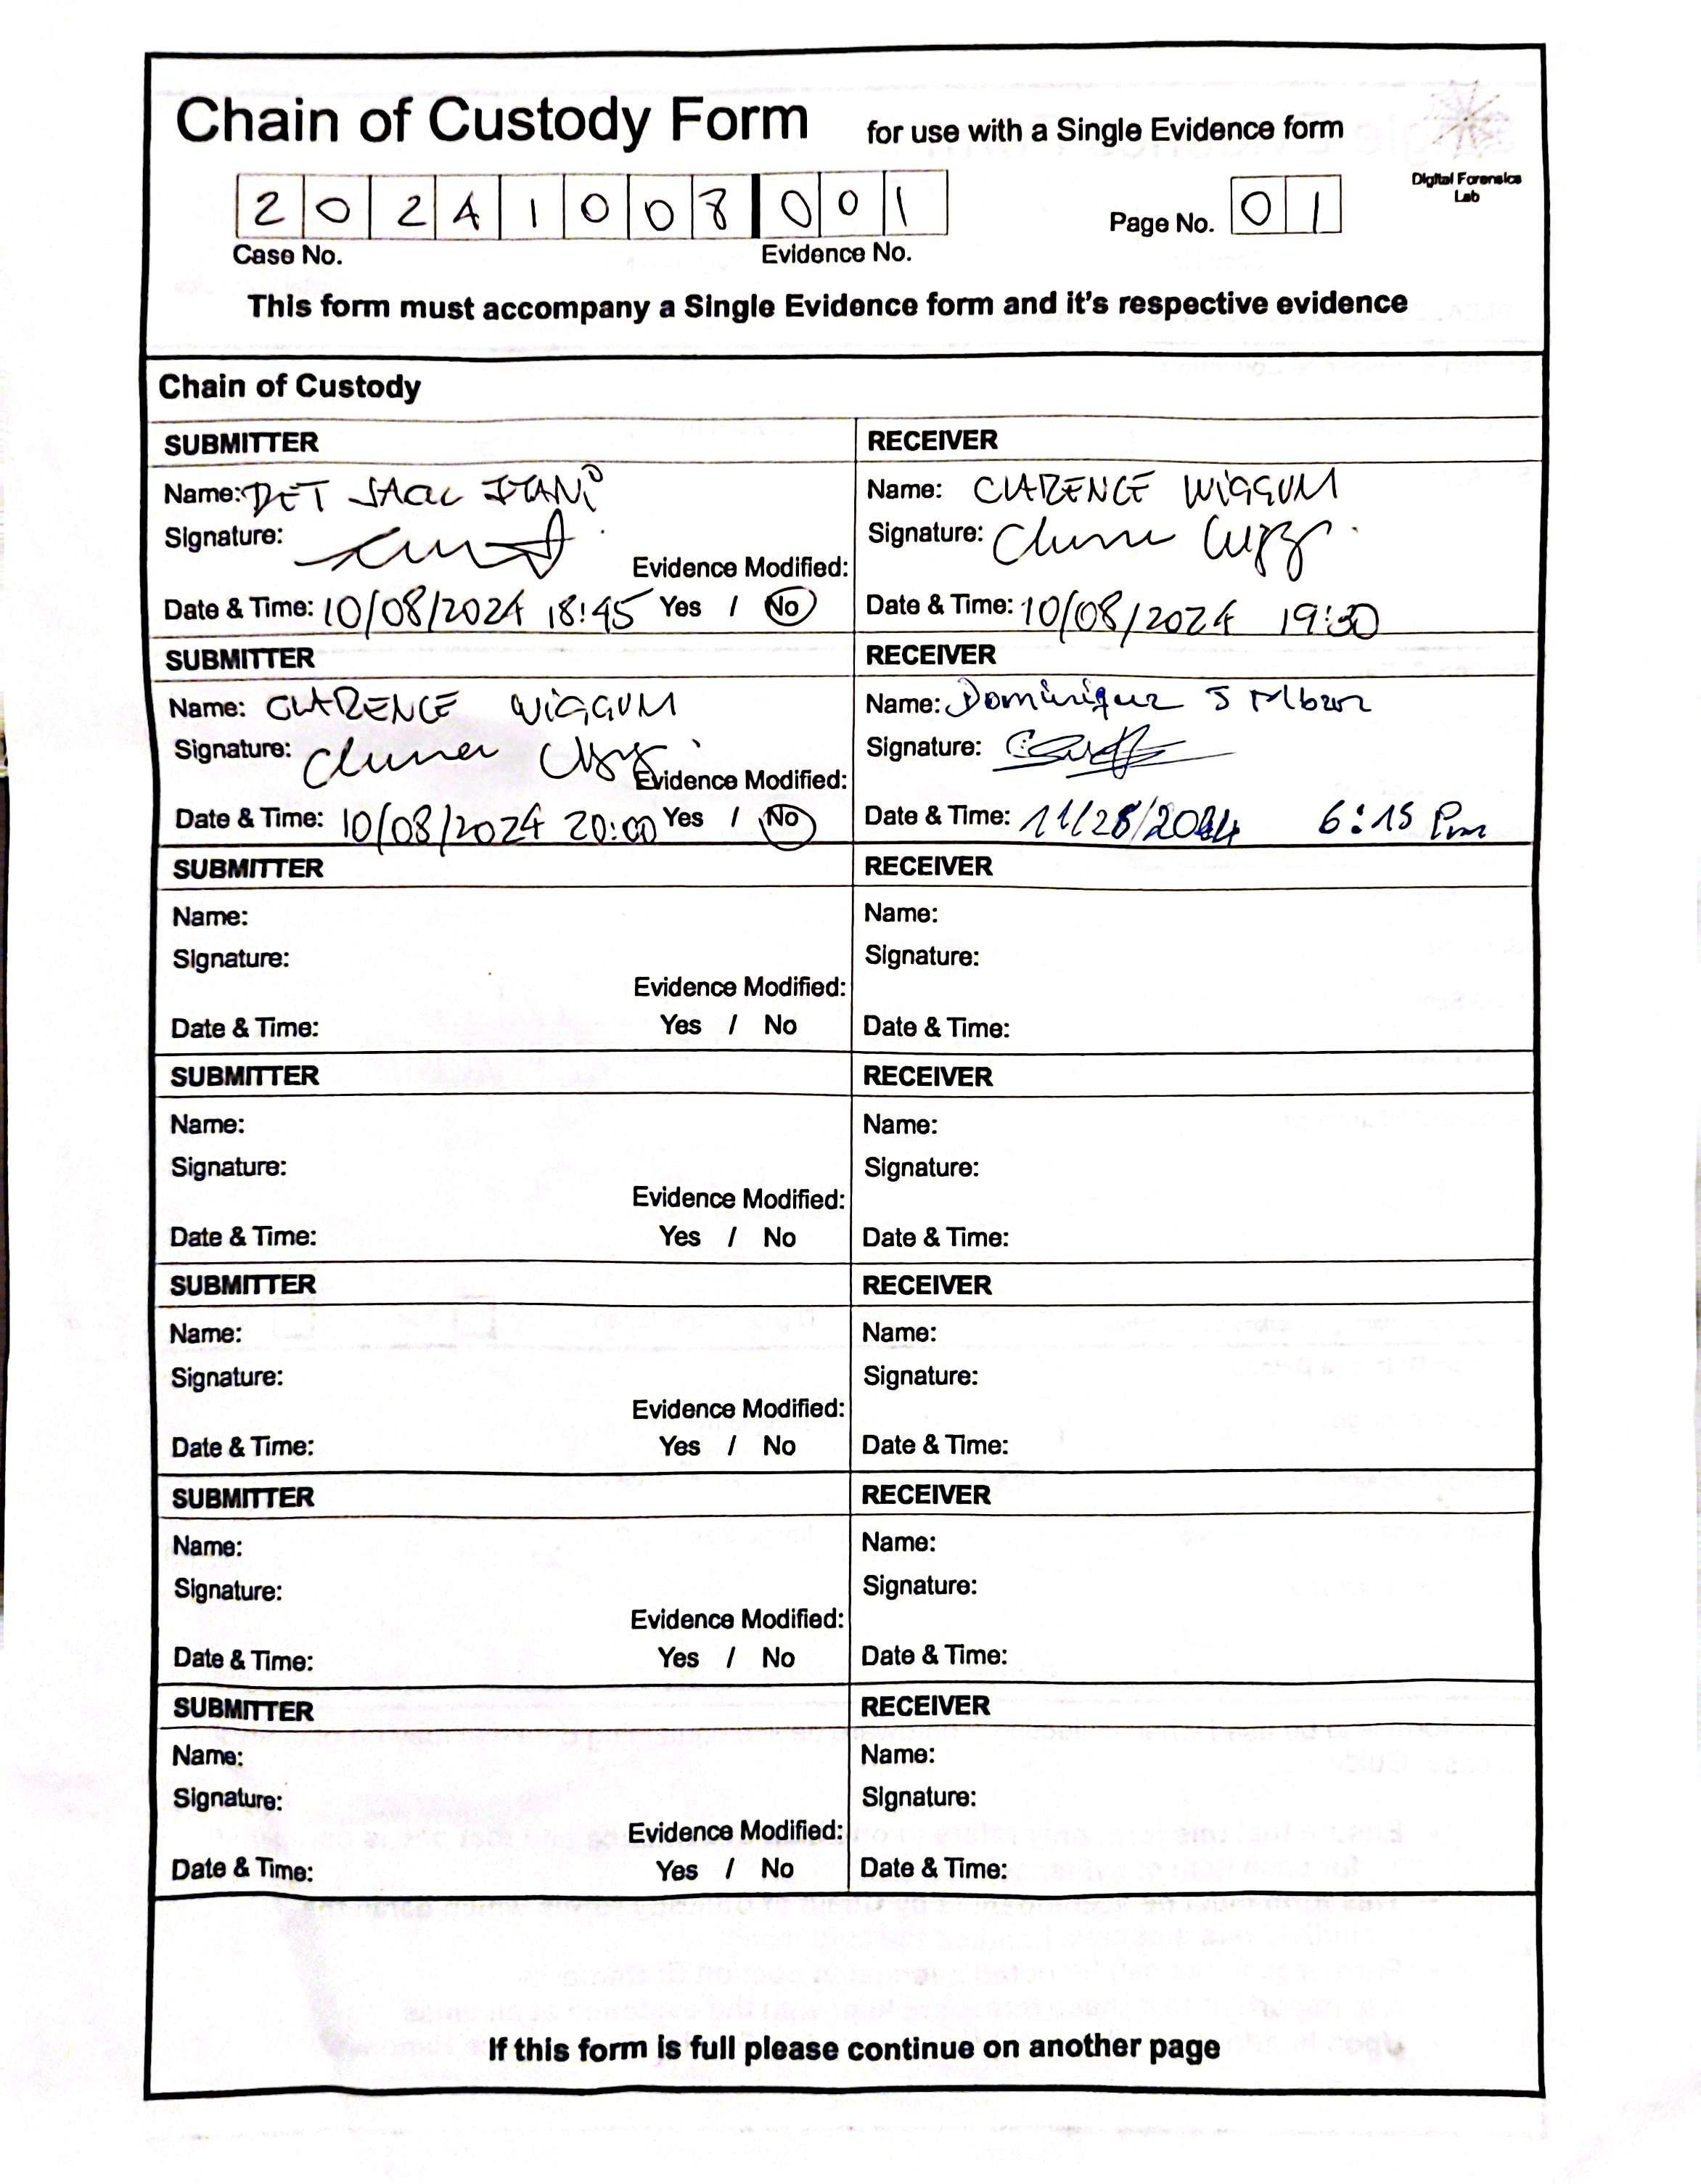 Chain of Custody Form for use with a Single Evidence form
Digital Forensics
Lab
2 0 2 4 1 0 0 8 0 0 1
Page No. 0 1
Case No. Evidence No.
This form must accompany a Single Evidence form and it's respective evidence
Chain of Custody
SUBMITTER RECEIVER
Name: DET Name: CLARENCE WIGGUM
Signature: Signature:
Evidence Modified:
Date & Time: 10/08/2024 18:45 Yes / No Date & Time: 10/08/2024 19:30
SUBMITTER RECEIVER
Name: CLARENCE WIGGUM Name: Dominique J
Signature: Signature:
Evidence Modified:
Date & Time: 10/08/2024 20:00 Yes / No Date & Time: 6:15 Pm
SUBMITTER RECEIVER
Name: Name:
Signature: Signature:
Evidence Modified:
Date & Time: Yes / No Date & Time:
SUBMITTER RECEIVER
Name: Name:
Signature: Signature:
Evidence Modified:
Date & Time: Yes / No Date & Time:
SUBMITTER RECEIVER
Name: Name:
Signature: Signature:
Evidence Modified:
Date & Time: Yes / No Date & Time:
SUBMITTER RECEIVER
Name: Name:
Signature: Signature:
Evidence Modified:
Date & Time: Yes / No Date & Time:
SUBMITTER RECEIVER
Name: Name:
Signature: Signature:
Evidence Modified:
Date & Time: Yes / No Date & Time:
If this form is full please continue on another page